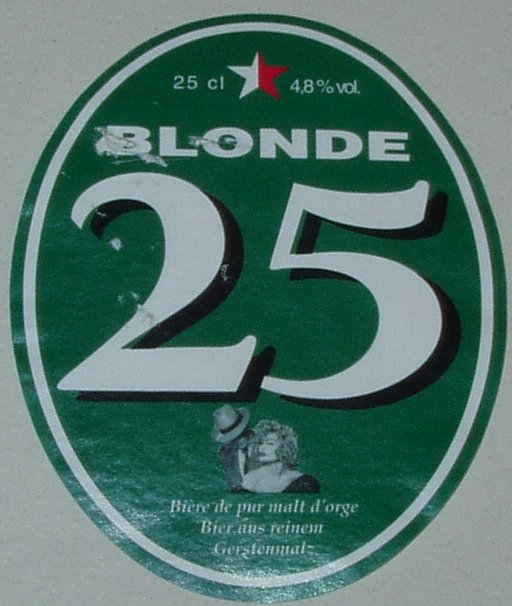 25 cl 4,8% vol.
BLONDE
25
Bière de pur malt d'orge
Bier aus reinem
Gerstenmalz